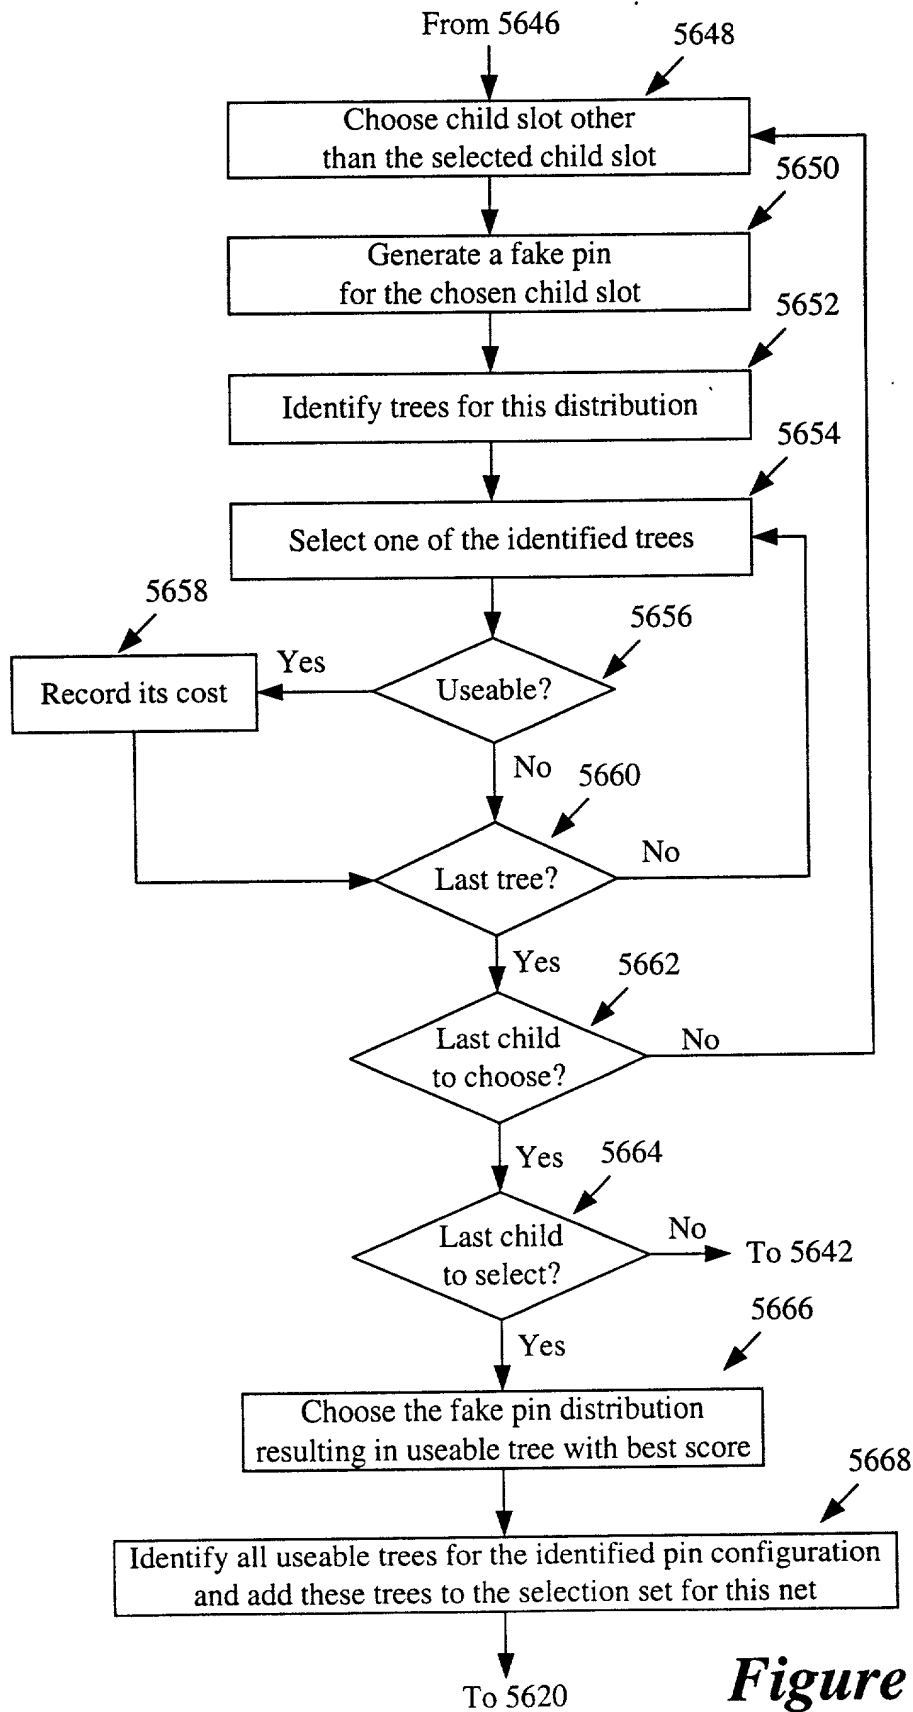 From 5646
5648
Choose child slot other
than the selected child slot
5650
Generate a fake pin
for the chosen child slot
5652
Identify trees for this distribution
5654
Select one of the identified trees
5658
5656
Yes
Useable?
Record its cost
No
5660
Last tree?
No
Yes
5662
Last child
to choose?
No
Yes
5664
Last child
to select?
No
To 5642
5666
Yes
Choose the fake pin distribution
resulting in useable tree with best score
5668
Identify all useable trees for the identified pin configuration
and add these trees to the selection set for this net
To 5620
Figure